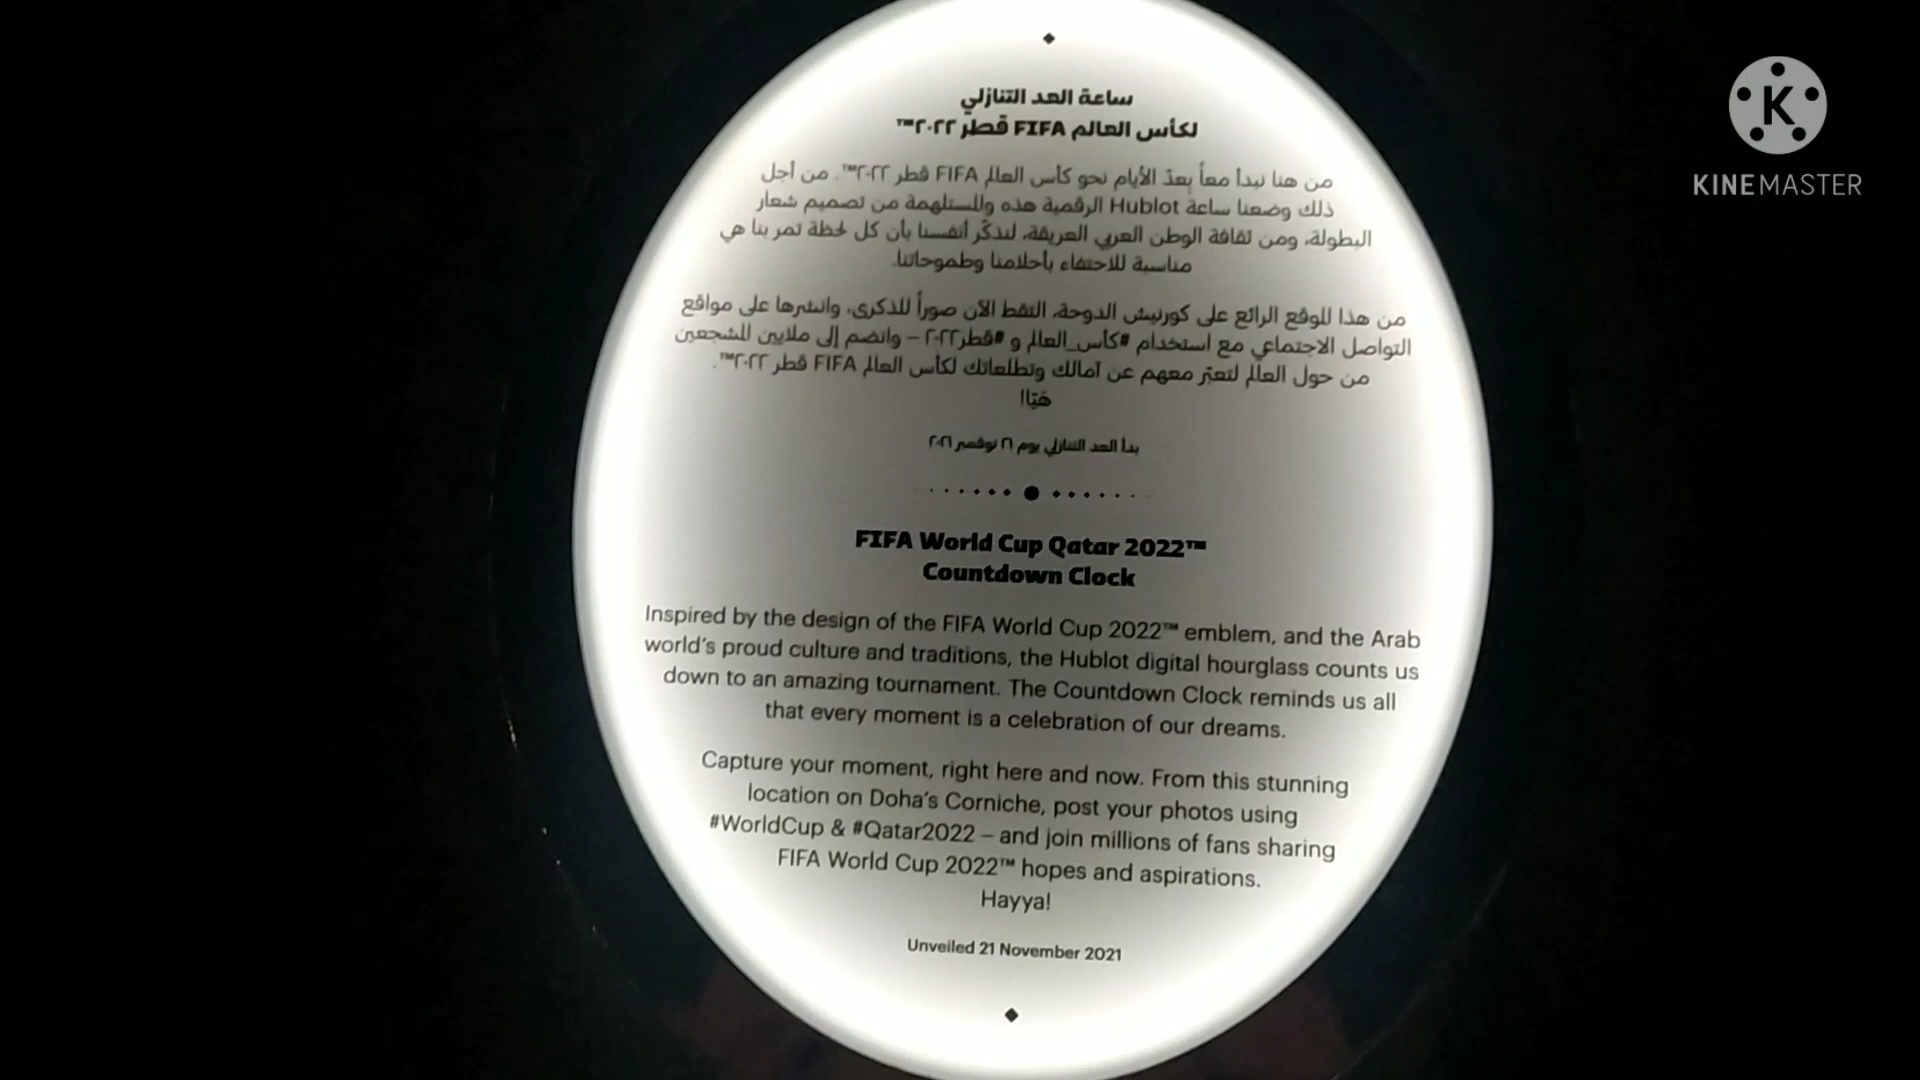 ساعة العد التنازلي
لكأس العالم FIFA قطر ٢٠٢٢™
من هنا نبدأ معاً بِعدّ الأيام نحو كأس العالم FIFA قطر ٢٠٢٢™. من أجل
ذلك وضعنا ساعة Hublot الرقمية هذه والمستلهمة من تصميم شعار
البطولة، ومن ثقافة الوطن العربي العريقة، لنذكّر أنفسنا بأن كل لحظة تمر بنا هي
مناسبة للاحتفاء بأحلامنا وطموحاتنا.
من هذا الموقع الرائع على كورنيش الدوحة، التقط الآن صوراً للذكرى، وانشرها على مواقع
التواصل الاجتماعي مع استخدام #كأس_العالم و #قطر٢٠٢٢ – وانضم إلى ملايين المشجعين
من حول العالم لتعبّر معهم عن آمالك وتطلعاتك لكأس العالم FIFA قطر ٢٠٢٢™.
هَيّا!
بدأ العد التنازلي يوم ٢١ نوفمبر ٢٠٢١
FIFA World Cup Qatar 2022™
Countdown Clock
Inspired by the design of the FIFA World Cup 2022™ emblem, and the Arab
world's proud culture and traditions, the Hublot digital hourglass counts us
down to an amazing tournament. The Countdown Clock reminds us all
that every moment is a celebration of our dreams.
Capture your moment, right here and now. From this stunning
location on Doha's Corniche, post your photos using
#WorldCup & #Qatar2022 – and join millions of fans sharing
FIFA World Cup 2022™ hopes and aspirations.
Hayya!
Unveiled 21 November 2021
K
KINEMASTER